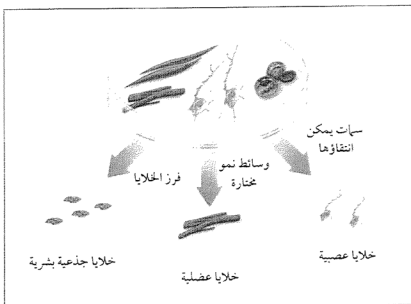 سمات يمكن
انتقاؤها
وسائط نمو
مختارة
فرز الخلايا
خلايا عصبية
خلايا عضلية
خلايا جذعية بشرية